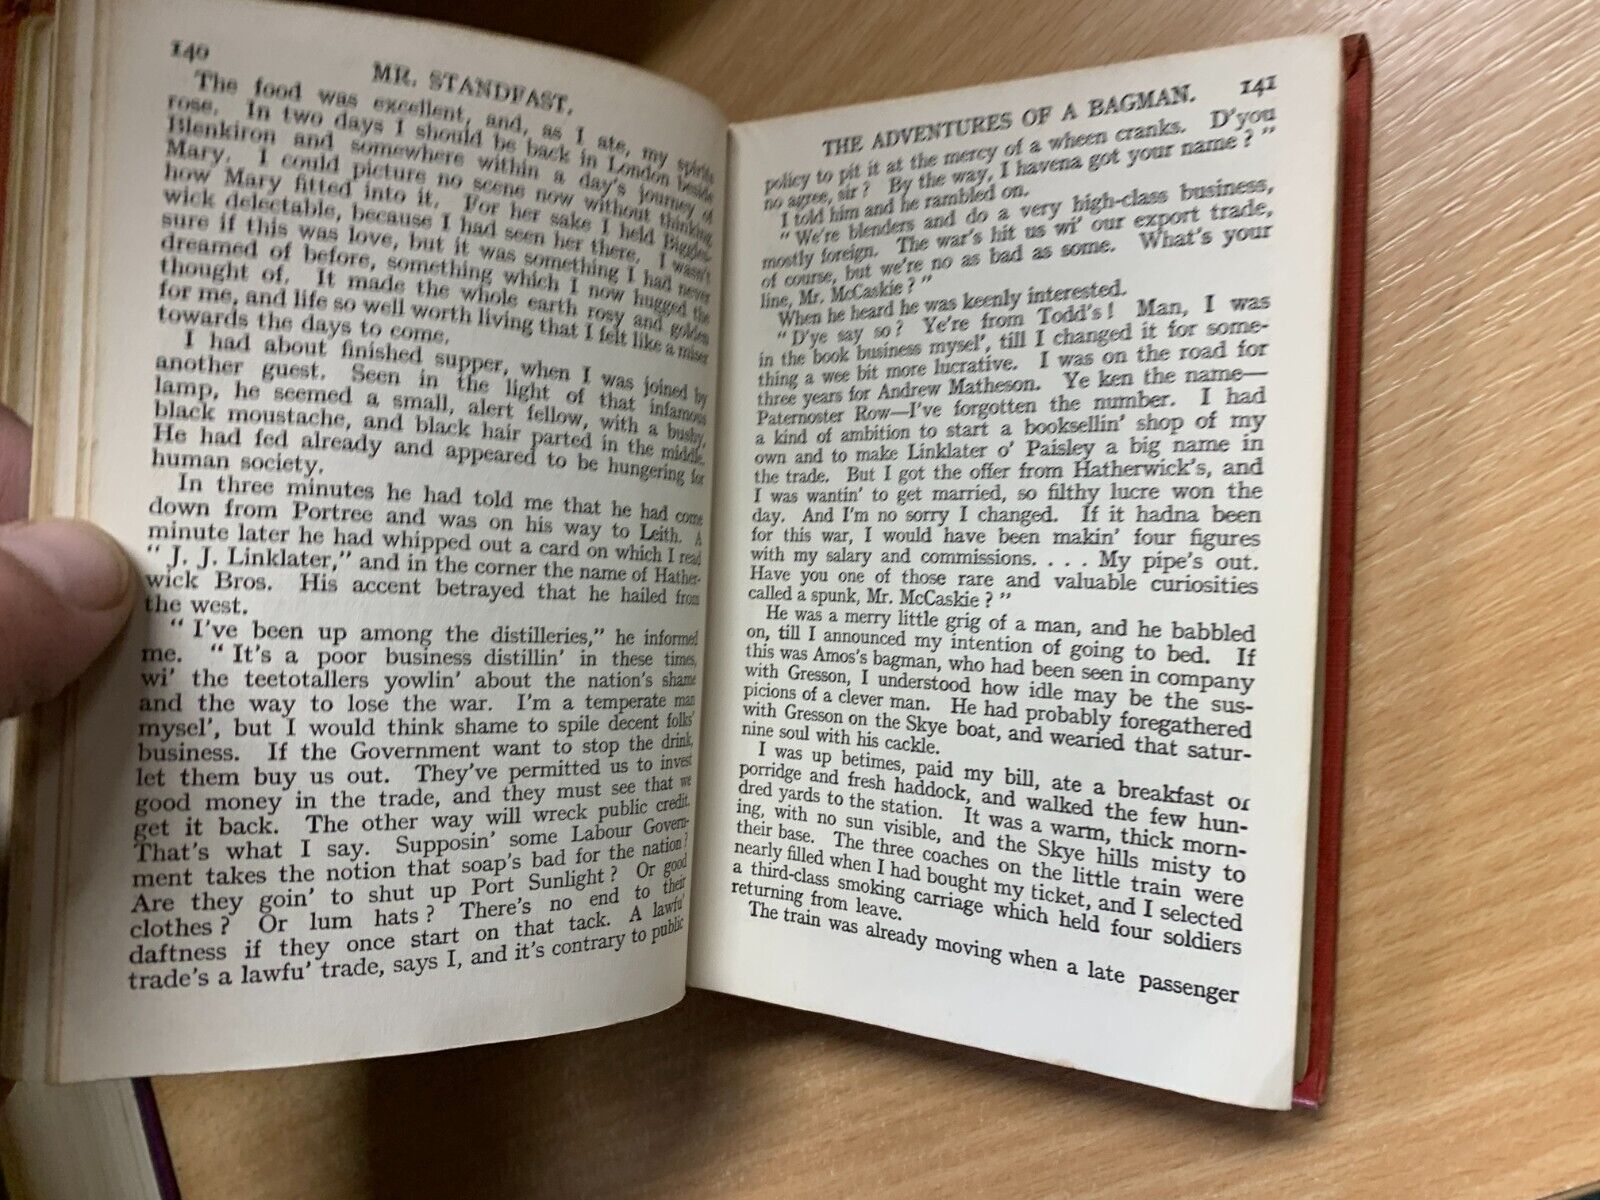 140
MR. STANDFAST.
The food was excellent, and, as I ate, my spirits
rose. In two days I should be back in London beside
Blenkiron and somewhere within a day's journey of
Mary. I could picture no scene now without thinking
how Mary fitted into it. For her sake I held Biggles-
wick delectable, because I had seen her there. I wasn't
sure if this was love, but it was something I had never
dreamed of before, something which I now hugged the
thought of. It made the whole earth rosy and golden
for me, and life so well worth living that I felt like a miser
towards the days to come.
I had about finished supper, when I was joined by
another guest. Seen in the light of that infamous
lamp, he seemed a small, alert fellow, with a bushy,
black moustache, and black hair parted in the middle.
He had fed already and appeared to be hungering for
human society.
In three minutes he had told me that he had come
down from Portree and was on his way to Leith. A
minute later he had whipped out a card on which I read
" J. J. Linklater," and in the corner the name of Hather-
wick Bros. His accent betrayed that he hailed from
the west.
" I've been up among the distilleries," he informed
me. " It's a poor business distillin' in these times,
wi' the teetotallers yowlin' about the nation's shame
and the way to lose the war. I'm a temperate man
mysel', but I would think shame to spile decent folks'
business. If the Government want to stop the drink,
let them buy us out. They've permitted us to invest
good money in the trade, and they must see that we
get it back. The other way will wreck public credit.
That's what I say. Supposin' some Labour Govern-
ment takes the notion that soap's bad for the nation?
Are they goin' to shut up Port Sunlight? Or good
clothes? Or lum hats? There's no end to their
daftness if they once start on that tack. A lawfu'
trade's a lawfu' trade, says I, and it's contrary to public
THE ADVENTURES OF A BAGMAN.
141
policy to pit it at the mercy of a wheen cranks. D'you
no agree, sir? By the way, I havena got your name? "
I told him and he rambled on.
" We're blenders and do a very high-class business,
mostly foreign. The war's hit us wi' our export trade,
of course, but we're no as bad as some. What's your
line, Mr. McCaskie? "
When he heard he was keenly interested.
" D'ye say so? Ye're from Todd's! Man, I was
in the book business mysel', till I changed it for some-
thing a wee bit more lucrative. I was on the road for
three years for Andrew Matheson. Ye ken the name—
Paternoster Row—I've forgotten the number. I had
a kind of ambition to start a booksellin' shop of my
own and to make Linklater o' Paisley a big name in
the trade. But I got the offer from Hatherwick's, and
I was wantin' to get married, so filthy lucre won the
day. And I'm no sorry I changed. If it hadna been
for this war, I would have been makin' four figures
with my salary and commissions. . . . My pipe's out.
Have you one of those rare and valuable curiosities
called a spunk, Mr. McCaskie? "
He was a merry little grig of a man, and he babbled
on, till I announced my intention of going to bed. If
this was Amos's bagman, who had been seen in company
with Gresson, I understood how idle may be the sus-
picions of a clever man. He had probably foregathered
with Gresson on the Skye boat, and wearied that satur-
nine soul with his cackle.
I was up betimes, paid my bill, ate a breakfast of
porridge and fresh haddock, and walked the few hun-
dred yards to the station. It was a warm, thick morn-
ing, with no sun visible, and the Skye hills misty to
their base. The three coaches on the little train were
nearly filled when I had bought my ticket, and I selected
a third-class smoking carriage which held four soldiers
returning from leave.
The train was already moving when a late passenger